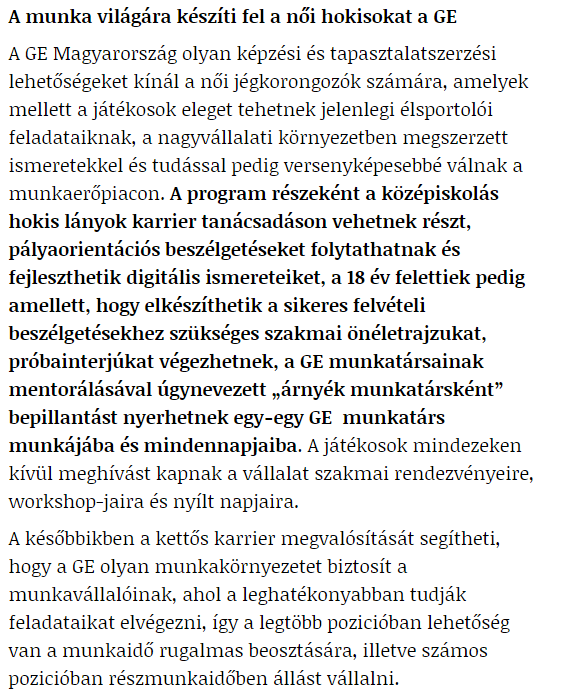 A munka világára készíti fel a női hokisokat a GE
A GE Magyarország olyan képzési és tapasztalatszerzési
lehetőségeket kínál a női jégkorongozók számára, amelyek
mellett a játékosok eleget tehetnek jelenlegi élsportolói
feladataiknak, a nagyvállalati környezetben megszerzett
ismeretekkel és tudással pedig versenyképesebbé válnak a
munkaerőpiacon. A program részeként a középiskolás
hokis lányok karrier tanácsadáson vehetnek részt,
pályaorientációs beszélgetéseket folytathatnak és
fejleszthetik digitális ismereteiket, a 18 év felettiek pedig
amellett, hogy elkészíthetik a sikeres felvételi
beszélgetésekhez szükséges szakmai önéletrajzukat,
próbainterjúkat végezhetnek, a GE munkatársainak
mentorálásával úgynevezett „árnyék munkatársként”
bepillantást nyerhetnek egy-egy GE  munkatárs
munkájába és mindennapjaiba. A játékosok mindezeken
kívül meghívást kapnak a vállalat szakmai rendezvényeire,
workshop-jaira és nyílt napjaira.
A későbbikben a kettős karrier megvalósítását segítheti,
hogy a GE olyan munkakörnyezetet biztosít a
munkavállalóinak, ahol a leghatékonyabban tudják
feladataikat elvégezni, így a legtöbb pozicióban lehetőség
van a munkaidő rugalmas beosztására, illetve számos
pozicióban részmunkaidőben állást vállalni.